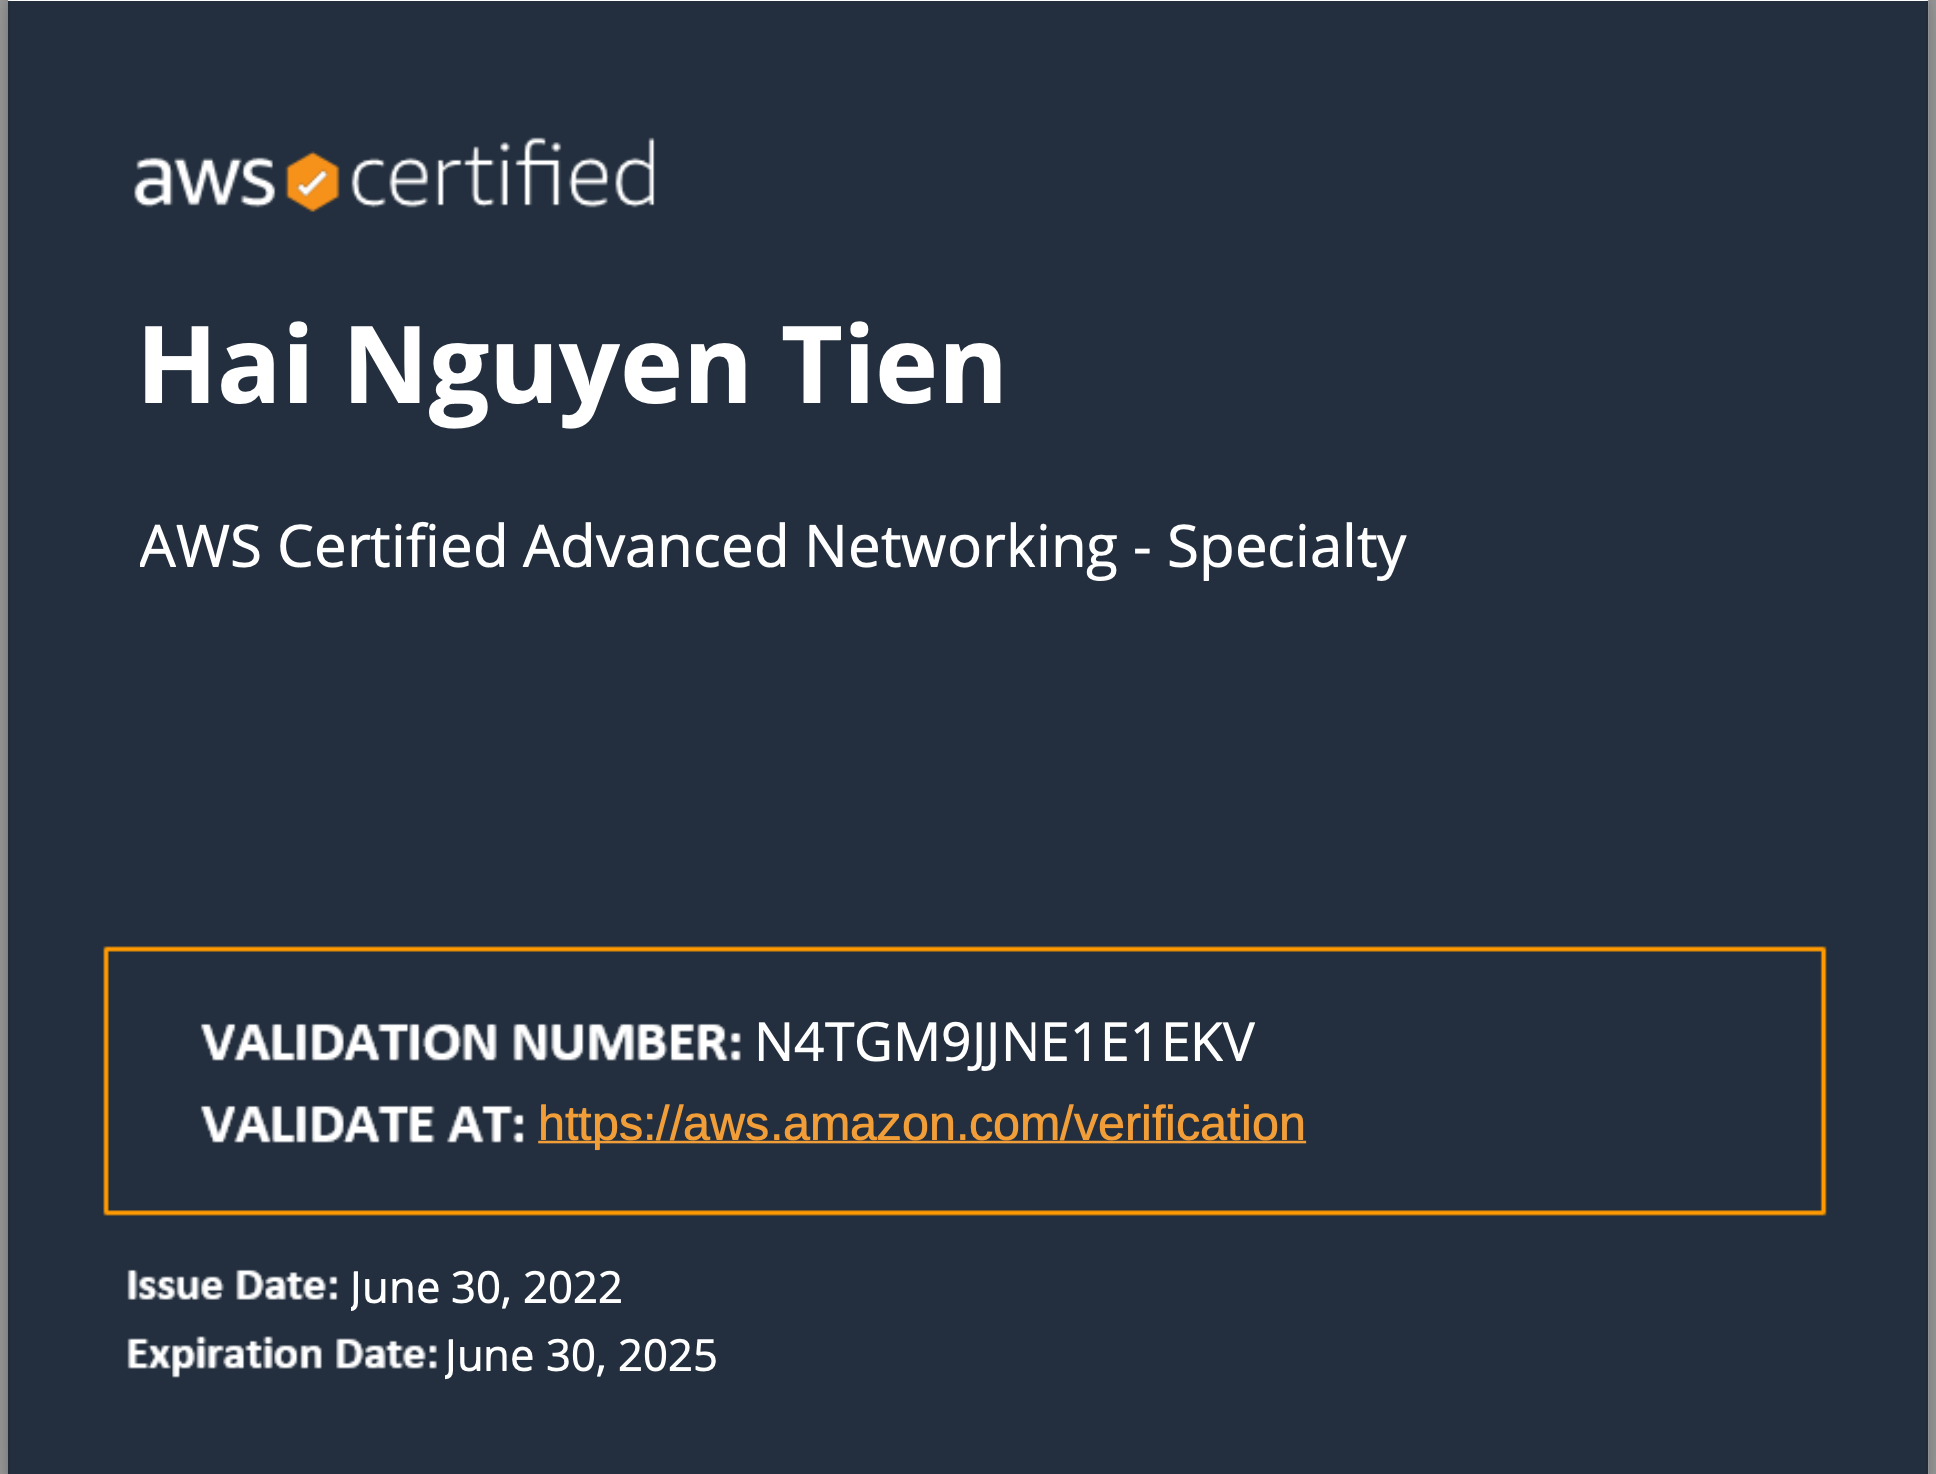 aws certified
Hai Nguyen Tien
AWS Certified Advanced Networking - Specialty
VALIDATION NUMBER: N4TGM9JJNE1E1EKV
VALIDATE AT: https://aws.amazon.com/verification
Issue Date: June 30, 2022
Expiration Date: June 30, 2025